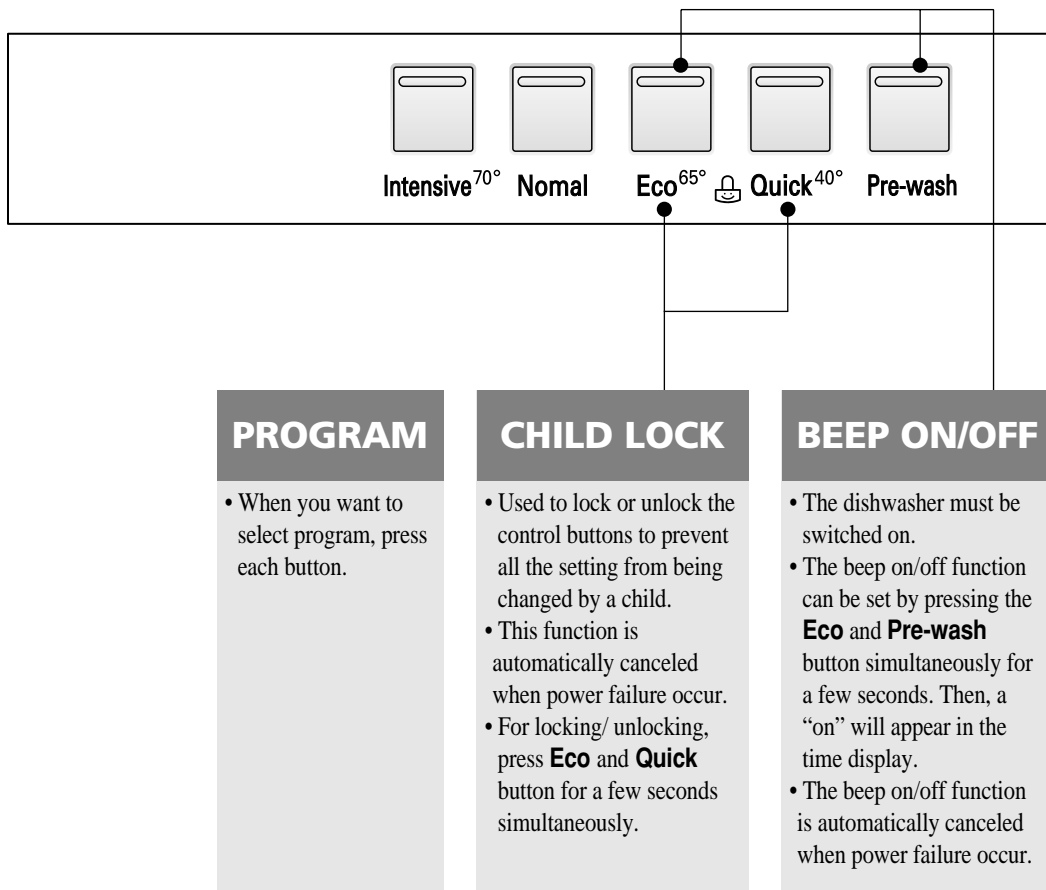 Intensive70° Nomal Eco65° Quick40° Pre-wash
PROGRAM
• When you want to
select program, press
each button.
CHILD LOCK
• Used to lock or unlock the
control buttons to prevent
all the setting from being
changed by a child.
• This function is
automatically canceled
when power failure occur.
• For locking/ unlocking,
press Eco and Quick
button for a few seconds
simultaneously.
BEEP ON/OFF
• The dishwasher must be
switched on.
• The beep on/off function
can be set by pressing the
Eco and Pre-wash
button simultaneously for
a few seconds. Then, a
“on” will appear in the
time display.
• The beep on/off function
is automatically canceled
when power failure occur.